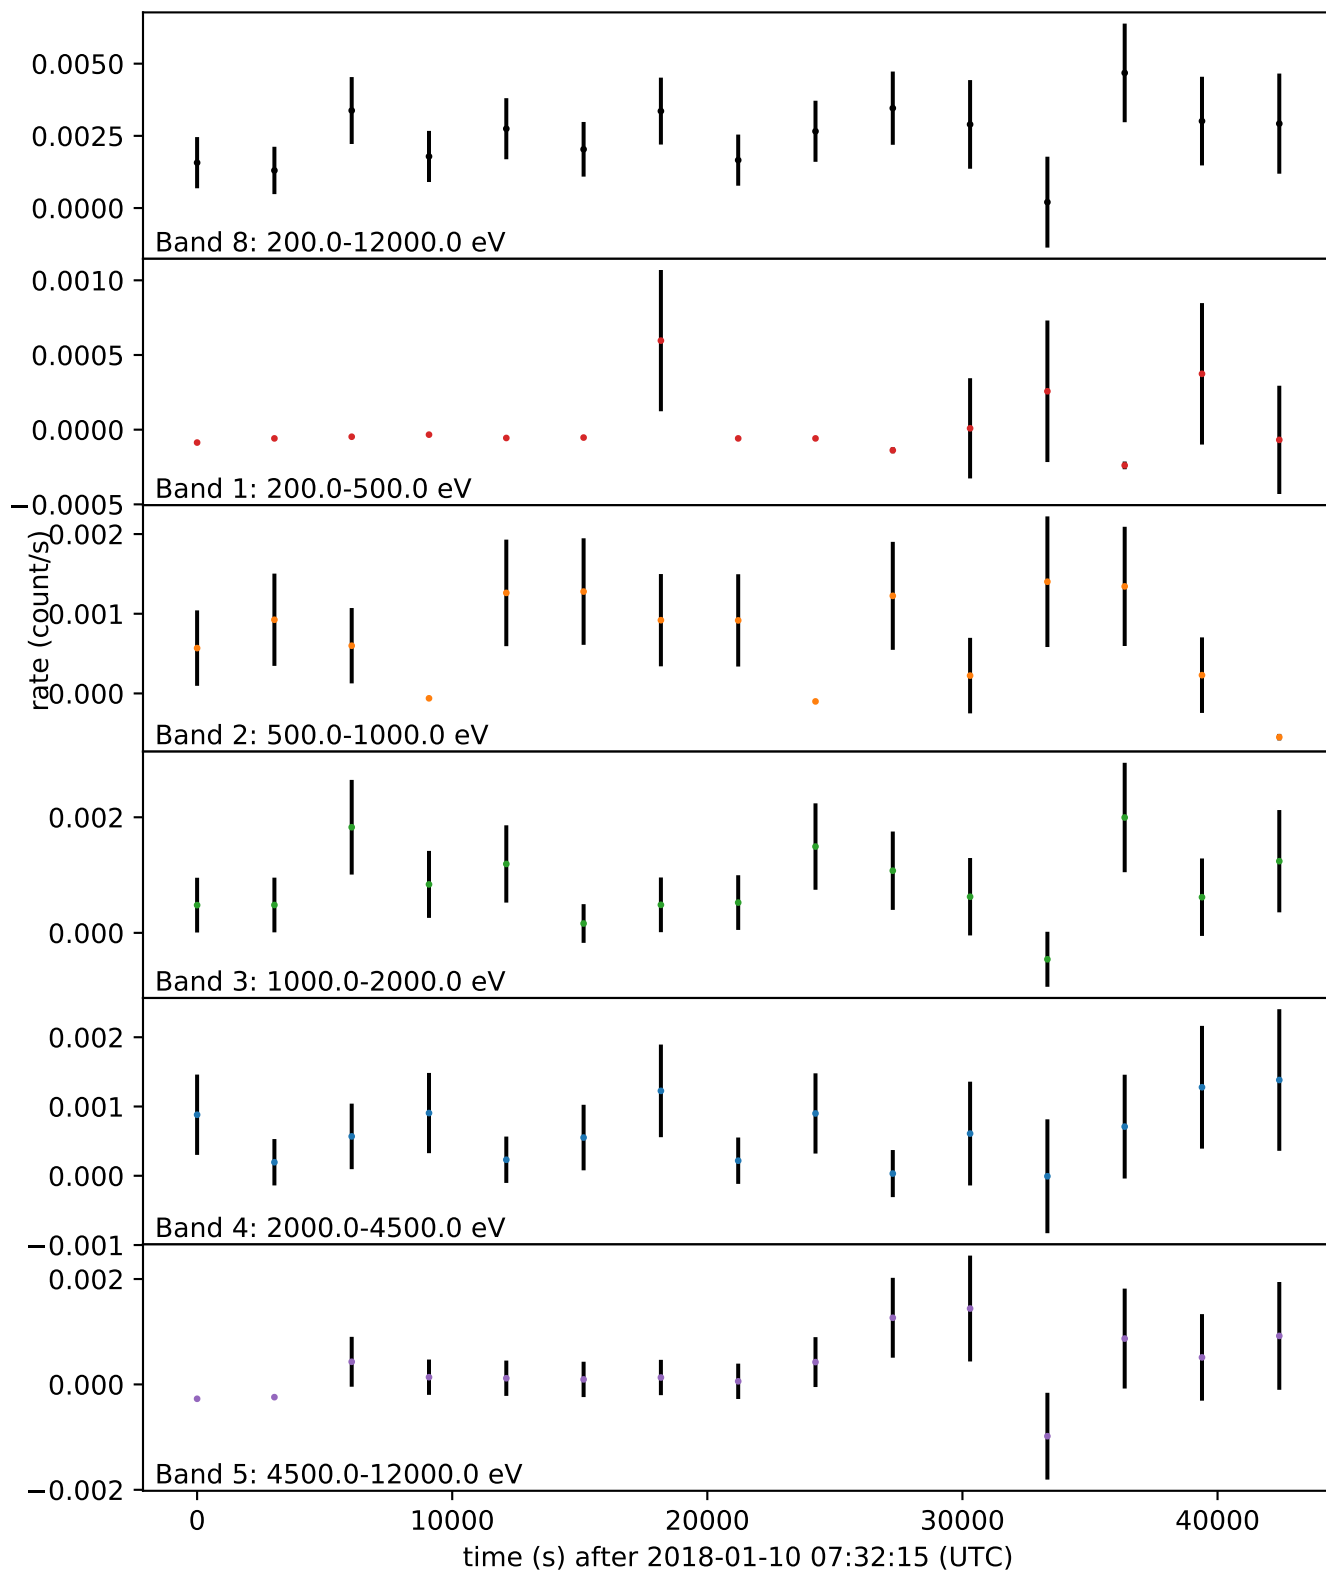 0.0050
0.0025
0.0000
Band 8: 200.0-12000.0 eV
0.0010
0.0005
0.0000
−0.0005
Band 1: 200.0-500.0 eV
rate (count/s)
0.002
0.001
0.000
Band 2: 500.0-1000.0 eV
0.002
0.000
Band 3: 1000.0-2000.0 eV
0.002
0.001
0.000
−0.001
Band 4: 2000.0-4500.0 eV
0.002
0.000
−0.002
Band 5: 4500.0-12000.0 eV
0 10000 20000 30000 40000
time (s) after 2018-01-10 07:32:15 (UTC)